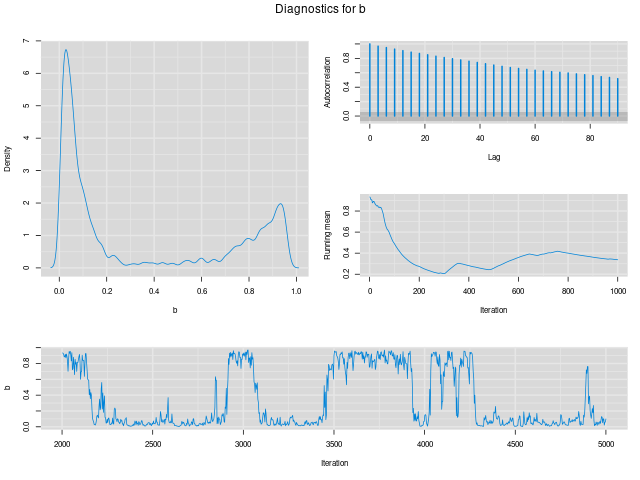 Diagnostics for b
Density
0 1 2 3 4 5 6 7
0.0 0.2 0.4 0.6 0.8 1.0
b
Autocorrelation
0.0 0.4 0.8
0 20 40 60 80
Lag
Running mean
0.2 0.4 0.6 0.8
0 200 400 600 800 1000
Iteration
b
0.0 0.4 0.8
2000 2500 3000 3500 4000 4500 5000
Iteration